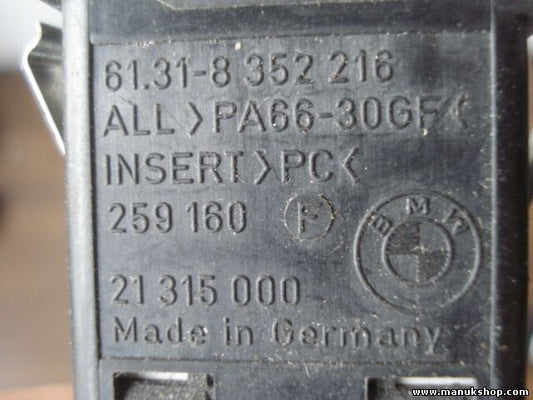 61.31-8 352 216
ALL>PA66-30GF<
INSERT>PC<
259 160 F
BMW
21 315 000
Made in Germany
www.manukshop.com